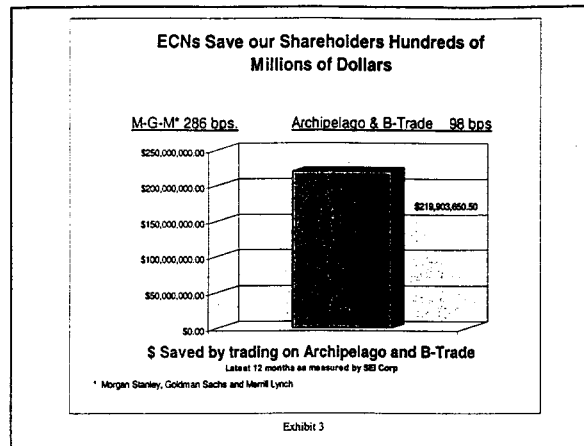 ECNs Save our Shareholders Hundreds of
Millions of Dollars
M-G-M* 286 bps. Archipelago & B-Trade 98 bps
$250,000,000.00
$200,000,000.00
$219,903,650.50
$150,000,000.00
$100,000,000.00
$50,000,000.00
$0.00
$ Saved by trading on Archipelago and B-Trade
Latest 12 months as measured by SEI Corp
* Morgan Stanley, Goldman Sachs and Merrill Lynch
Exhibit 3